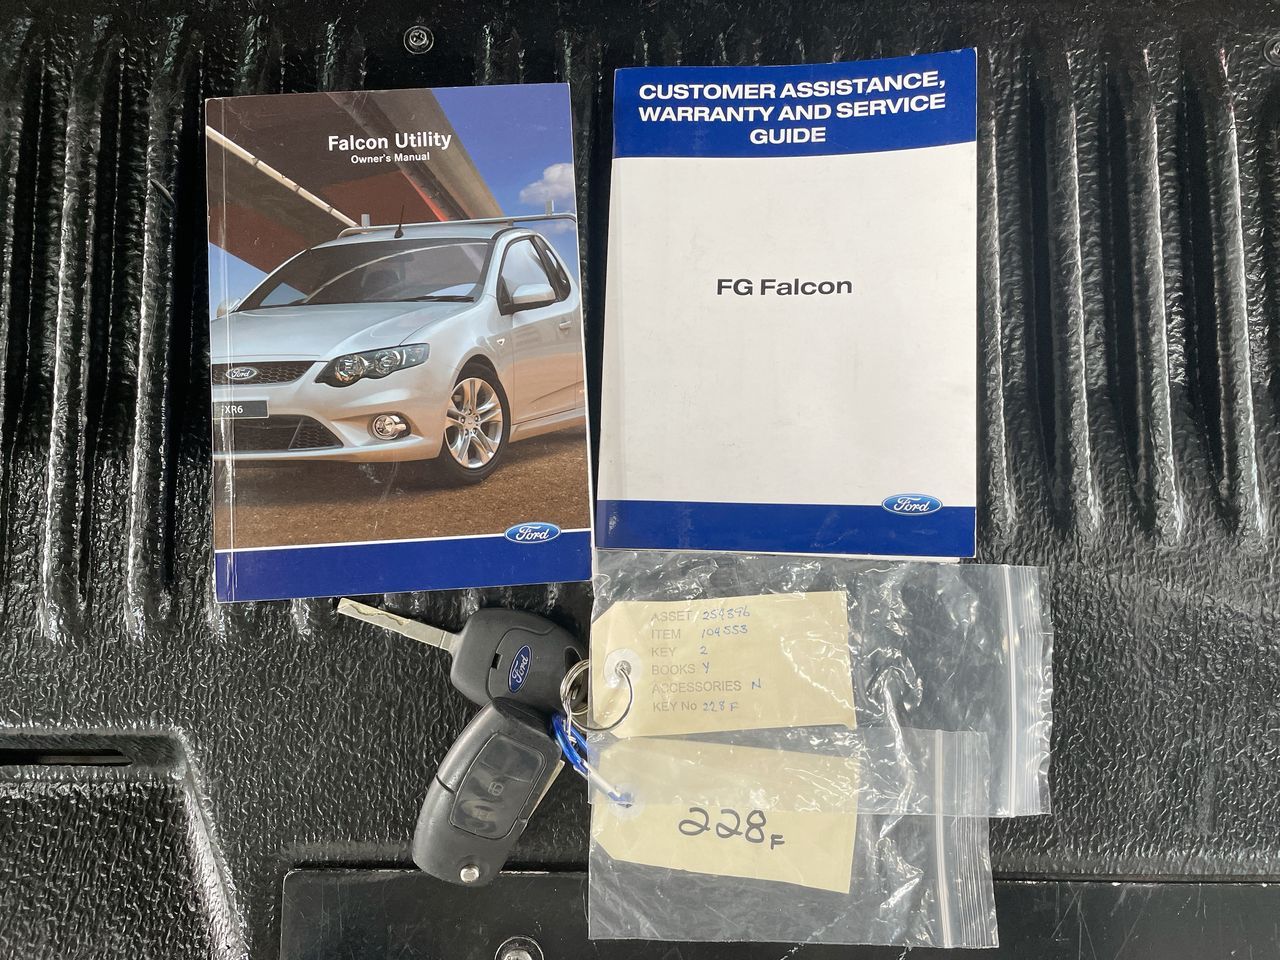 Falcon Utility
Owner's Manual
Ford
XR6
Ford
CUSTOMER ASSISTANCE,
WARRANTY AND SERVICE
GUIDE
FG Falcon
Ford
Ford
ASSET 254896
ITEM 104553
KEY 2
BOOKS Y
ACCESSORIES N
KEY No 228 F
228F